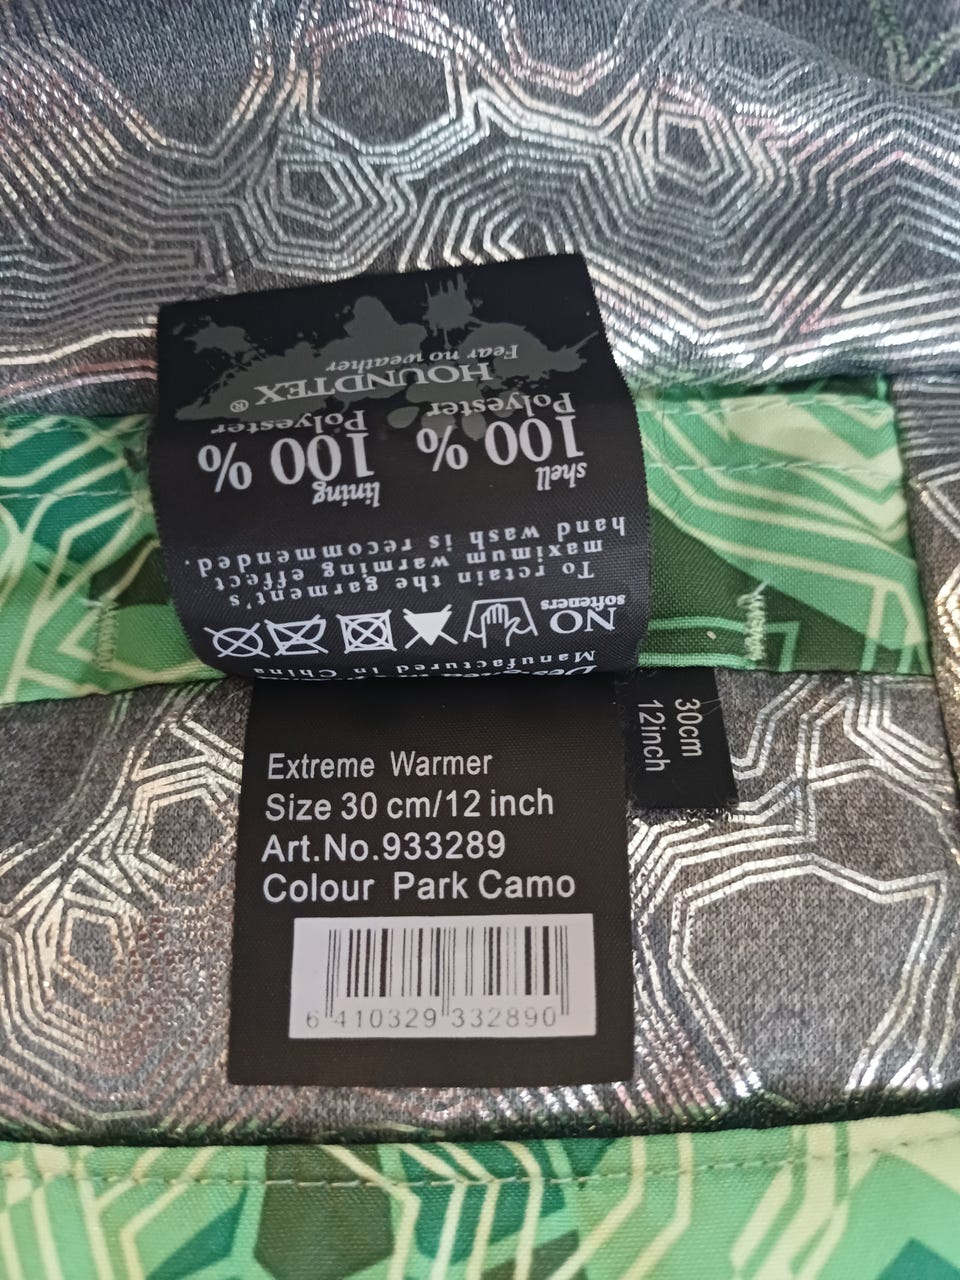 Designed in
Manufactured in China
NO
softeners
To retain the garment's
maximum warming effect
hand wash is recommended.
shell lining
100 % 100 %
Polyester Polyester
HOUNDTEX®
Fear no weather
30cm
12inch
Extreme Warmer
Size 30 cm/12 inch
Art.No.933289
Colour Park Camo
6 410329 332890